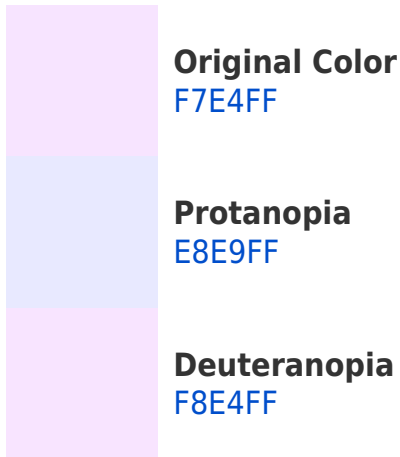 Original Color
F7E4FF
Protanopia
E8E9FF
Deuteranopia
F8E4FF